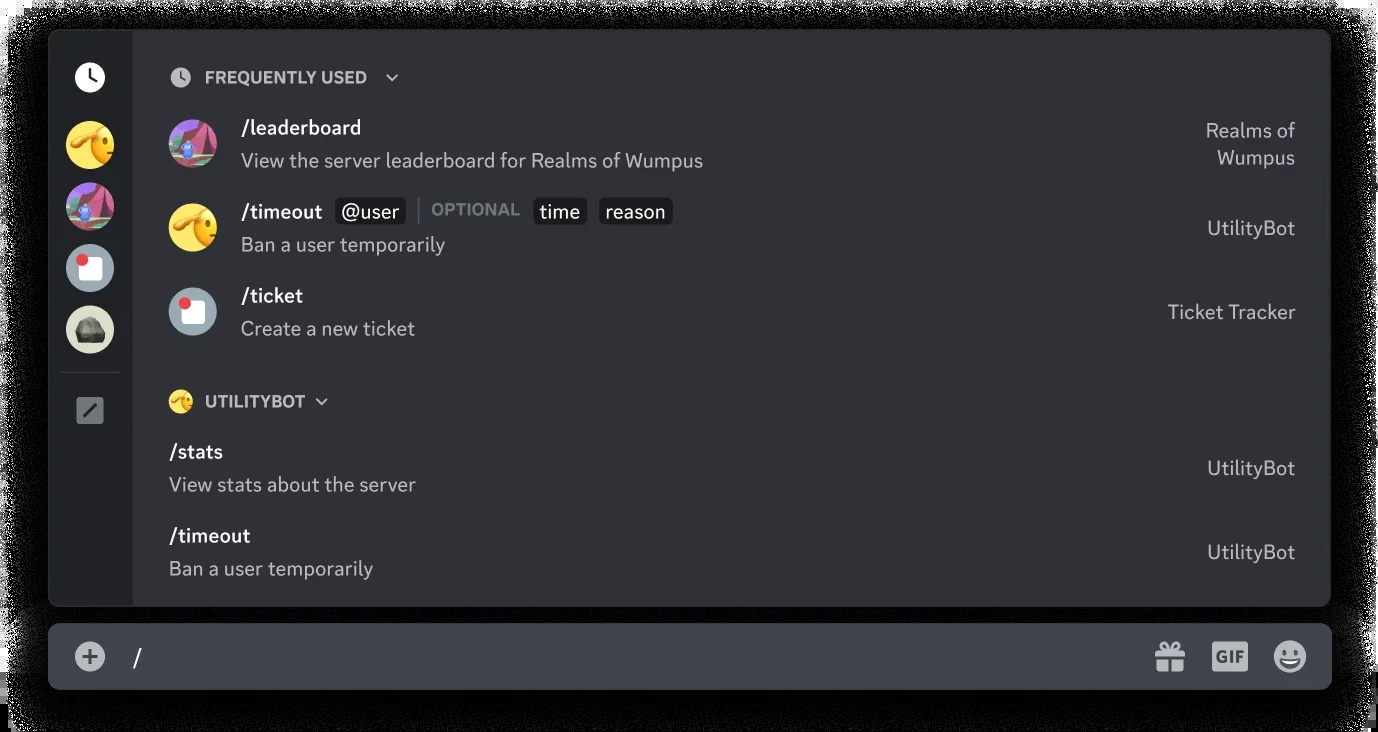 FREQUENTLY USED
/leaderboard
View the server leaderboard for Realms of Wumpus
Realms of
Wumpus
/timeout @user OPTIONAL time reason
Ban a user temporarily
UtilityBot
/ticket
Create a new ticket
Ticket Tracker
UTILITYBOT
/stats
View stats about the server
UtilityBot
/timeout
Ban a user temporarily
UtilityBot
/
GIF